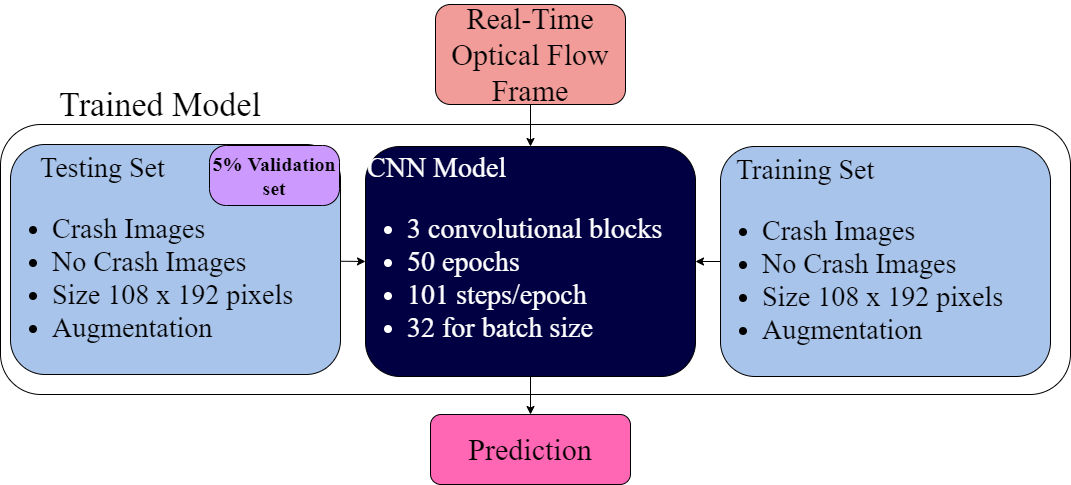 Real-Time
Optical Flow
Frame
Trained Model
Testing Set
5% Validation
set
• Crash Images
• No Crash Images
• Size 108 x 192 pixels
• Augmentation
CNN Model
• 3 convolutional blocks
• 50 epochs
• 101 steps/epoch
• 32 for batch size
Training Set
• Crash Images
• No Crash Images
• Size 108 x 192 pixels
• Augmentation
Prediction